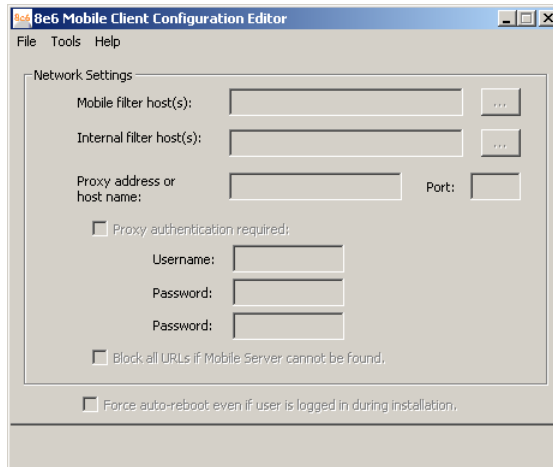 8e6 8e6 Mobile Client Configuration Editor
File Tools Help
Network Settings
Mobile filter host(s): ...
Internal filter host(s): ...
Proxy address or
host name:
Port:
Proxy authentication required:
Username:
Password:
Password:
Block all URLs if Mobile Server cannot be found.
Force auto-reboot even if user is logged in during installation.